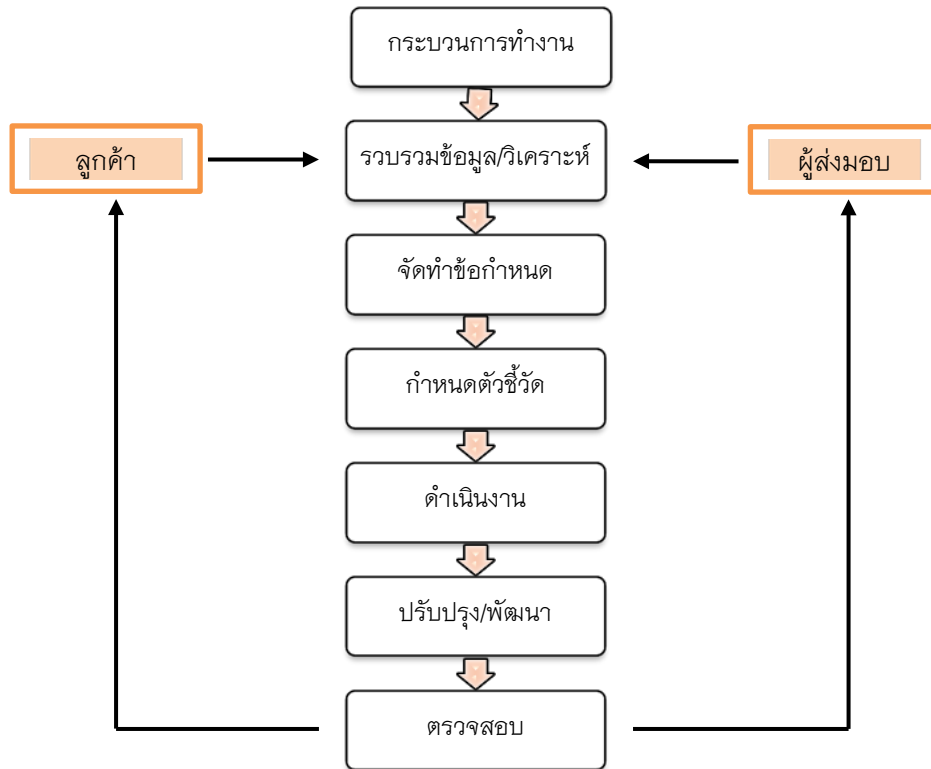 กระบวนการทำงาน
ลูกค้า
รวบรวมข้อมูล/วิเคราะห์
ผู้ส่งมอบ
จัดทำข้อกำหนด
กำหนดตัวชี้วัด
ดำเนินงาน
ปรับปรุง/พัฒนา
ตรวจสอบ